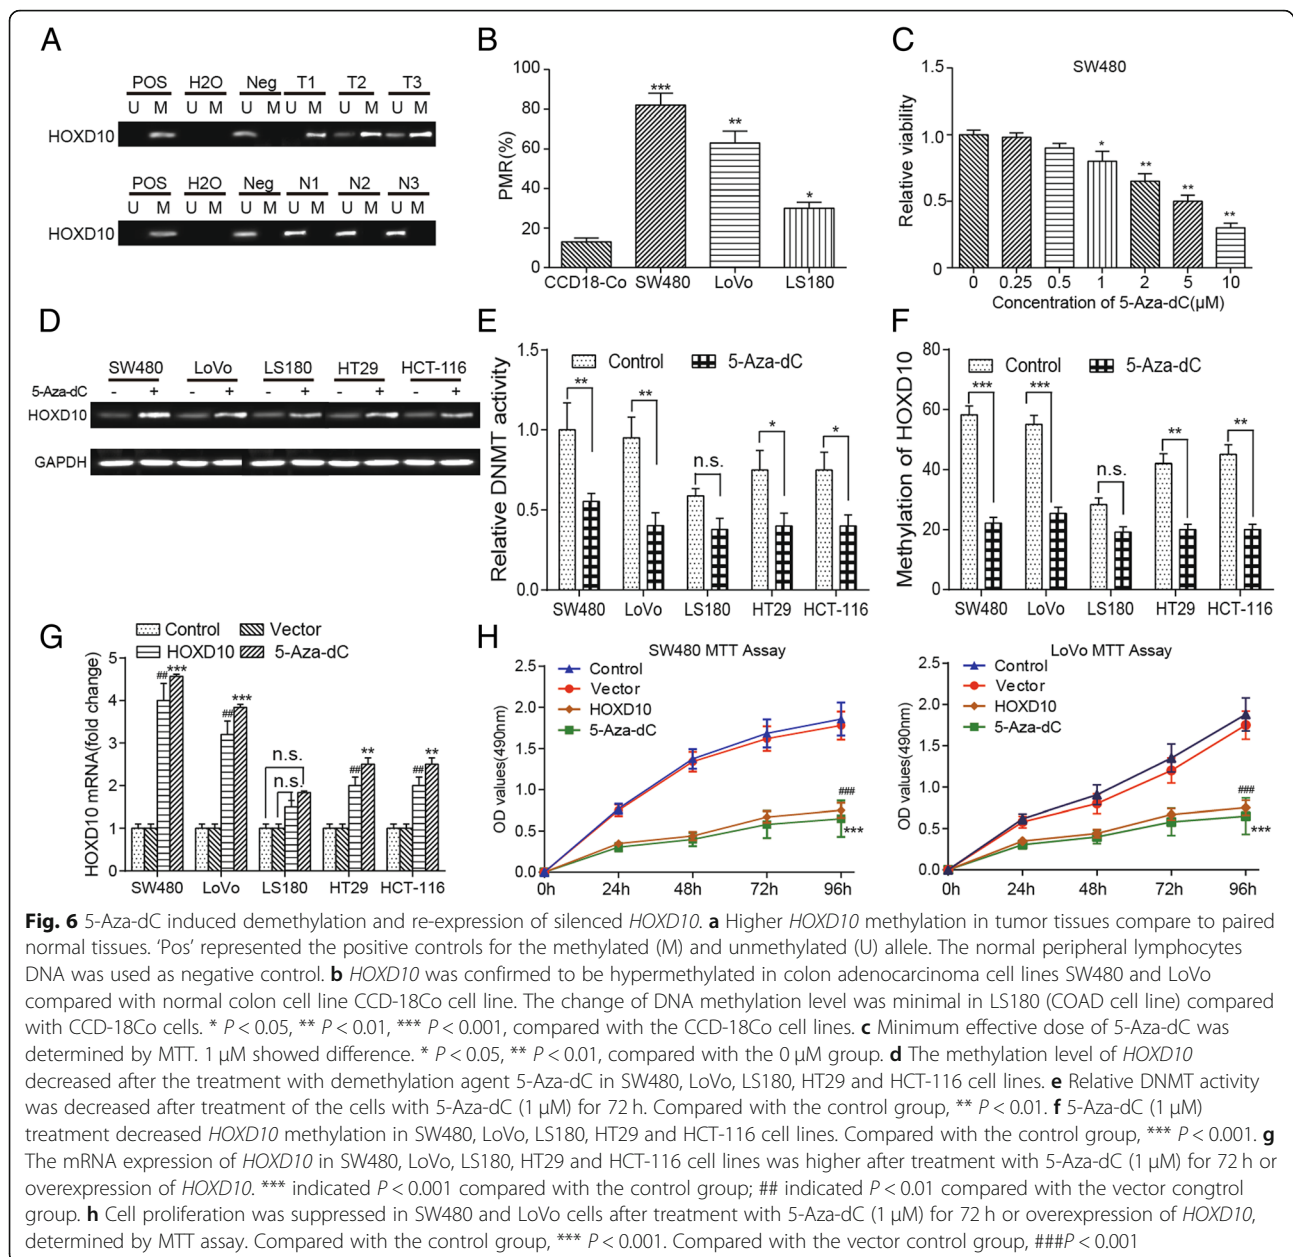 A
POS H2O Neg T1 T2 T3
U M U M U M U M U M U M
HOXD10
POS H2O Neg N1 N2 N3
U M U M U M U M U M U M
HOXD10
B
PMR(%)
100
80
60
40
20
0
***
**
*
CCD18-Co SW480 LoVo LS180
C
SW480
Relative viability
1.5
1.0
0.5
0
*
**
**
**
0 0.25 0.5 1 2 5 10
Concentration of 5-Aza-dC(μM)
D
SW480 LoVo LS180 HT29 HCT-116
5-Aza-dC - + - + - + - + - +
HOXD10
GAPDH
E
Relative DNMT activity
1.5
1.0
0.5
0.0
Control 5-Aza-dC
** ** n.s. * *
SW480 LoVo LS180 HT29 HCT-116
F
Methylation of HOXD10
80
60
40
20
0
Control 5-Aza-dC
*** *** n.s. ** **
SW480 LoVo LS180 HT29 HCT-116
G
Control Vector
HOXD10 5-Aza-dC
HOXD10 mRNA(fold change)
5
4
3
2
1
0
## *** ## *** n.s. n.s. ## ** ## **
SW480 LoVo LS180 HT29 HCT-116
H
SW480 MTT Assay
OD values(490nm)
2.5
2.0
1.5
1.0
0.5
0.0
Control
Vector
HOXD10
5-Aza-dC
###
***
0h 24h 48h 72h 96h
LoVo MTT Assay
OD values(490nm)
2.5
2.0
1.5
1.0
0.5
0.0
Control
Vector
HOXD10
5-Aza-dC
###
***
0h 24h 48h 72h 96h
Fig. 6 5-Aza-dC induced demethylation and re-expression of silenced HOXD10. a Higher HOXD10 methylation in tumor tissues compare to paired
normal tissues. ‘Pos’ represented the positive controls for the methylated (M) and unmethylated (U) allele. The normal peripheral lymphocytes
DNA was used as negative control. b HOXD10 was confirmed to be hypermethylated in colon adenocarcinoma cell lines SW480 and LoVo
compared with normal colon cell line CCD-18Co cell line. The change of DNA methylation level was minimal in LS180 (COAD cell line) compared
with CCD-18Co cells. * P < 0.05, ** P < 0.01, *** P < 0.001, compared with the CCD-18Co cell lines. c Minimum effective dose of 5-Aza-dC was
determined by MTT. 1 μM showed difference. * P < 0.05, ** P < 0.01, compared with the 0 μM group. d The methylation level of HOXD10
decreased after the treatment with demethylation agent 5-Aza-dC in SW480, LoVo, LS180, HT29 and HCT-116 cell lines. e Relative DNMT activity
was decreased after treatment of the cells with 5-Aza-dC (1 μM) for 72 h. Compared with the control group, ** P < 0.01. f 5-Aza-dC (1 μM)
treatment decreased HOXD10 methylation in SW480, LoVo, LS180, HT29 and HCT-116 cell lines. Compared with the control group, *** P < 0.001. g
The mRNA expression of HOXD10 in SW480, LoVo, LS180, HT29 and HCT-116 cell lines was higher after treatment with 5-Aza-dC (1 μM) for 72 h or
overexpression of HOXD10. *** indicated P < 0.001 compared with the control group; ## indicated P < 0.01 compared with the vector congtrol
group. h Cell proliferation was suppressed in SW480 and LoVo cells after treatment with 5-Aza-dC (1 μM) for 72 h or overexpression of HOXD10,
determined by MTT assay. Compared with the control group, *** P < 0.001. Compared with the vector control group, ###P < 0.001